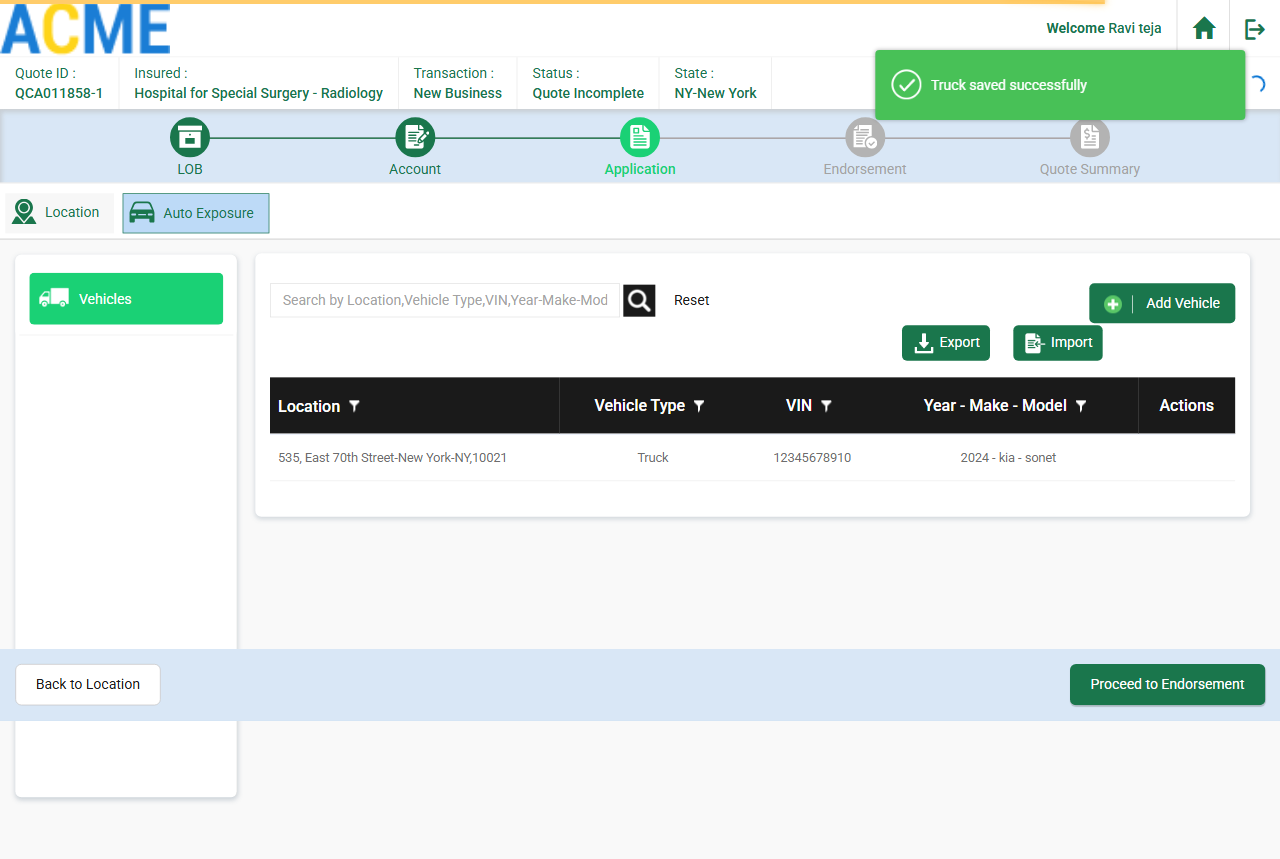 ACME
Welcome Ravi teja
Quote ID :
QCA011858-1
Insured :
Hospital for Special Surgery - Radiology
Transaction :
New Business
Status :
Quote Incomplete
State :
NY-New York
Truck saved successfully
LOB
Account
Application
Endorsement
Quote Summary
Location
Auto Exposure
Vehicles
Search by Location,Vehicle Type,VIN,Year-Make-Mod
Reset
Add Vehicle
Export
Import
Location
Vehicle Type
VIN
Year - Make - Model
Actions
535, East 70th Street-New York-NY,10021
Truck
12345678910
2024 - kia - sonet
Back to Location
Proceed to Endorsement